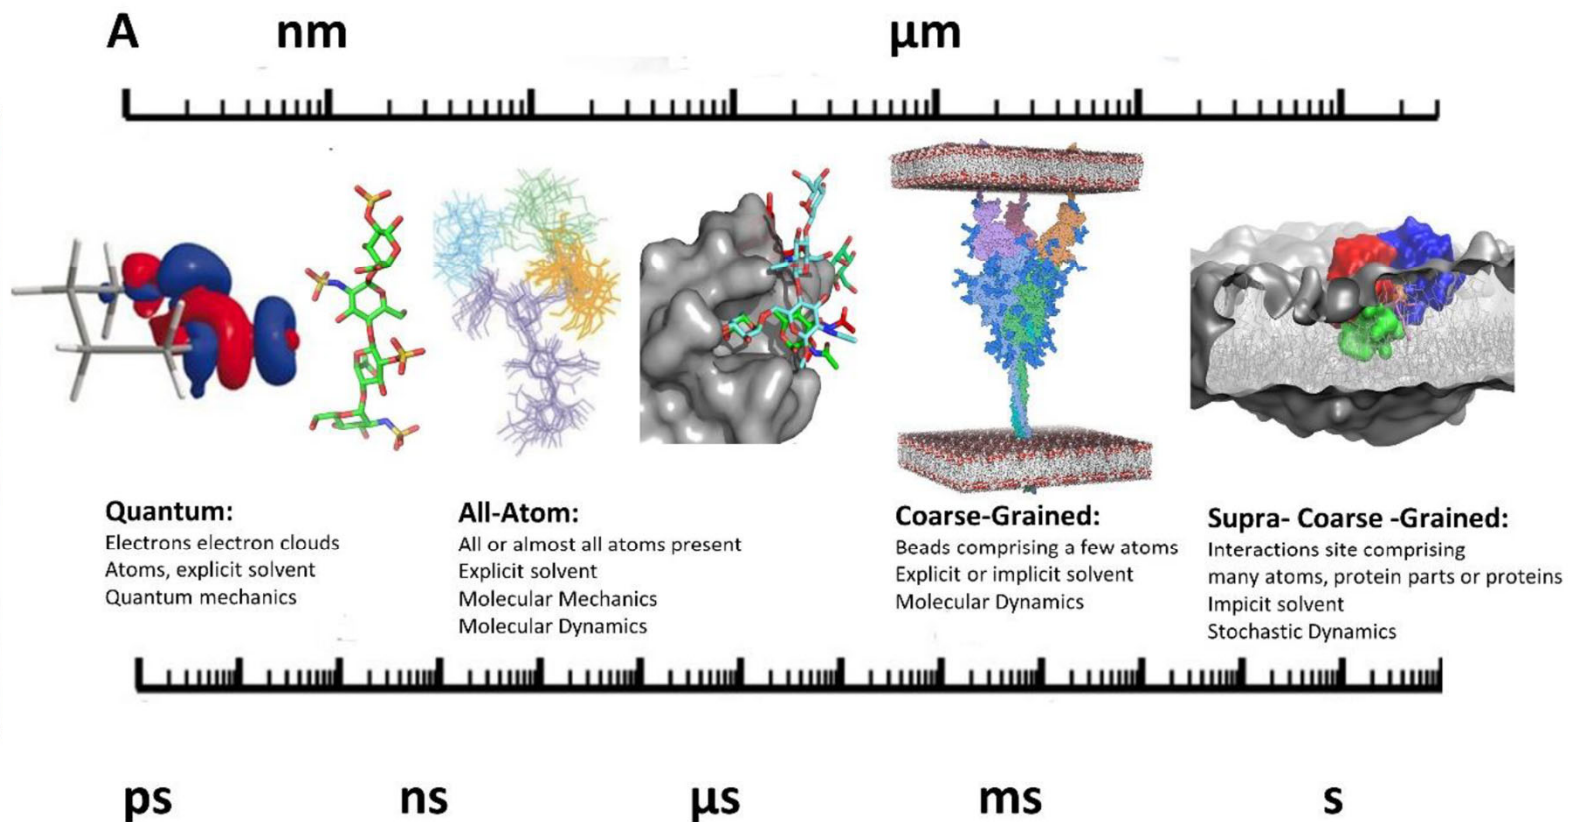 A nm µm
Quantum:
Electrons electron clouds
Atoms, explicit solvent
Quantum mechanics
All-Atom:
All or almost all atoms present
Explicit solvent
Molecular Mechanics
Molecular Dynamics
Coarse-Grained:
Beads comprising a few atoms
Explicit or implicit solvent
Molecular Dynamics
Supra- Coarse -Grained:
Interactions site comprising
many atoms, protein parts or proteins
Impicit solvent
Stochastic Dynamics
ps ns µs ms s